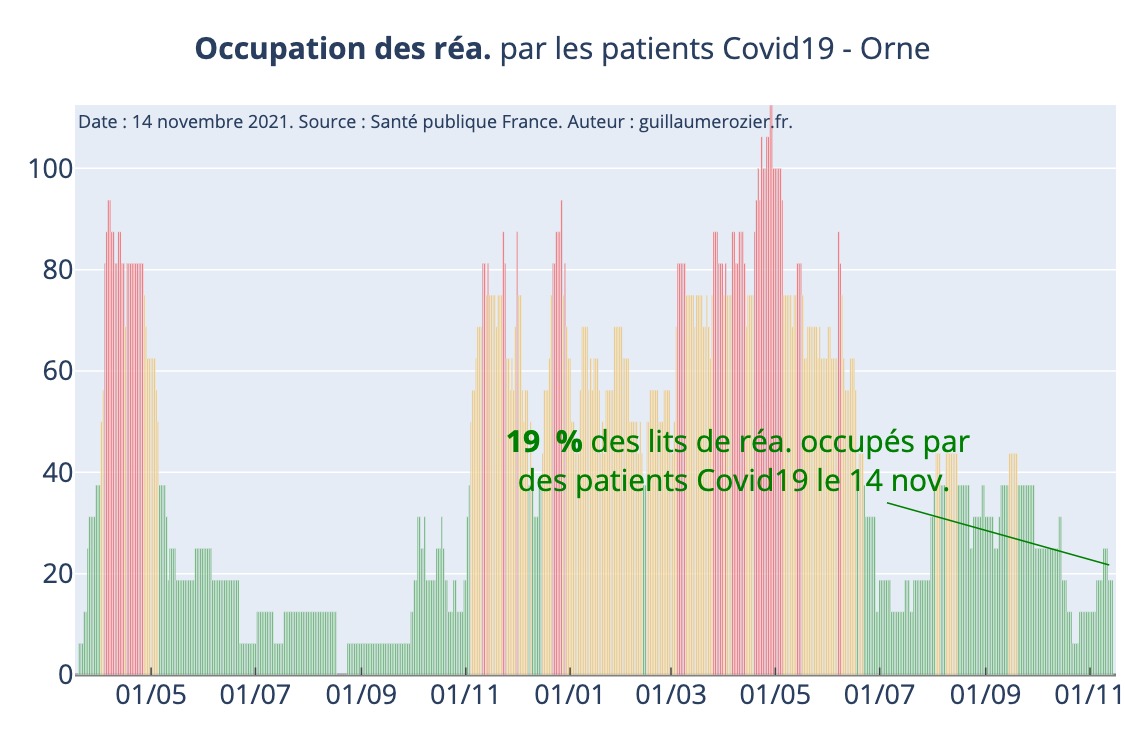 Occupation des réa. par les patients Covid19 - Orne
Date : 14 novembre 2021. Source : Santé publique France. Auteur : guillaumerozier.fr.
100
80
60
40
20
0
19 % des lits de réa. occupés par
des patients Covid19 le 14 nov.
01/05 01/07 01/09 01/11 01/01 01/03 01/05 01/07 01/09 01/11